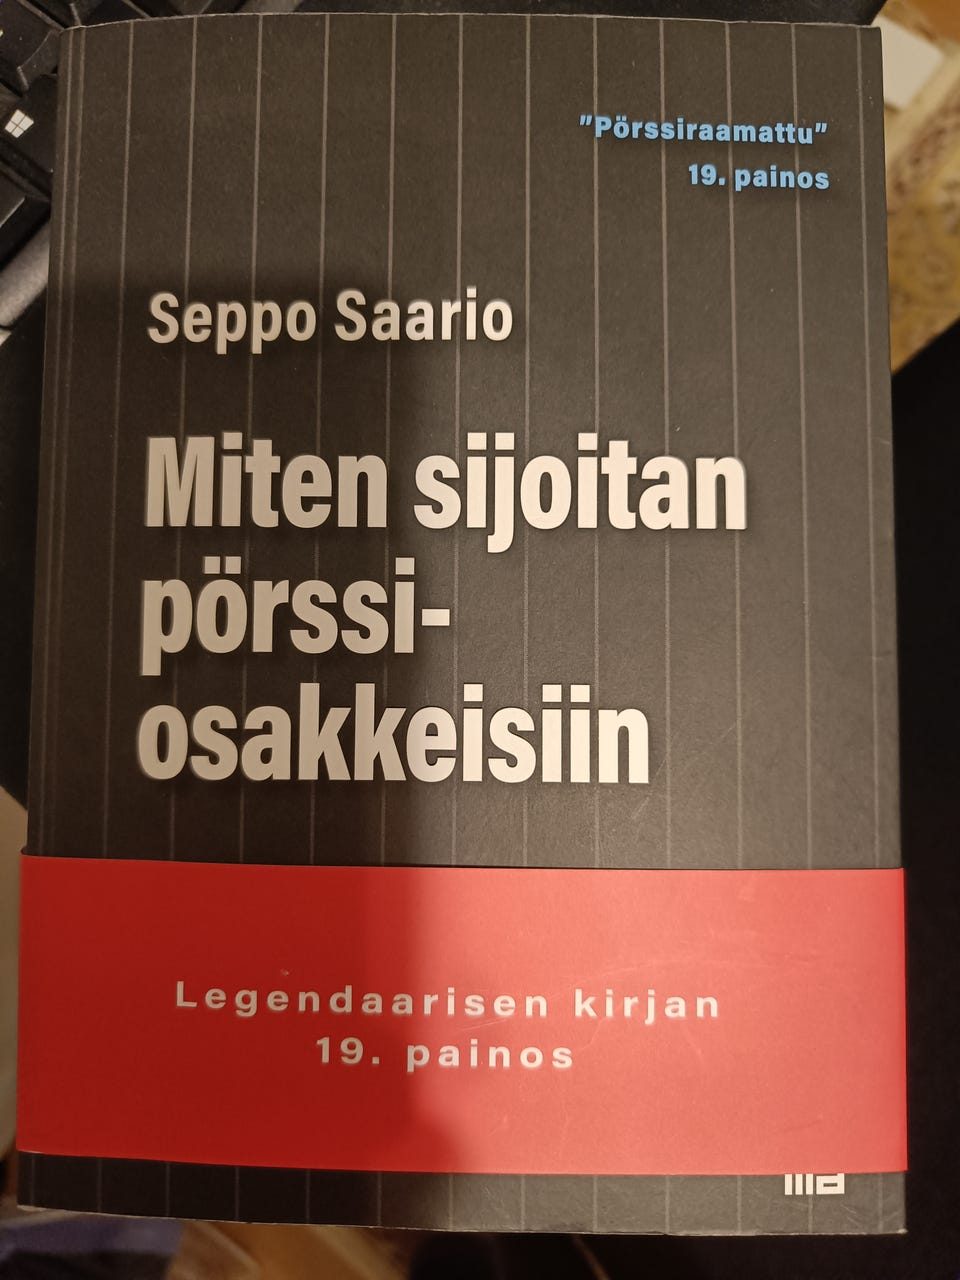 "Pörssiraamattu"
19. painos
Seppo Saario
Miten sijoitan
pörssi-
osakkeisiin
Legendaarisen kirjan
19. painos